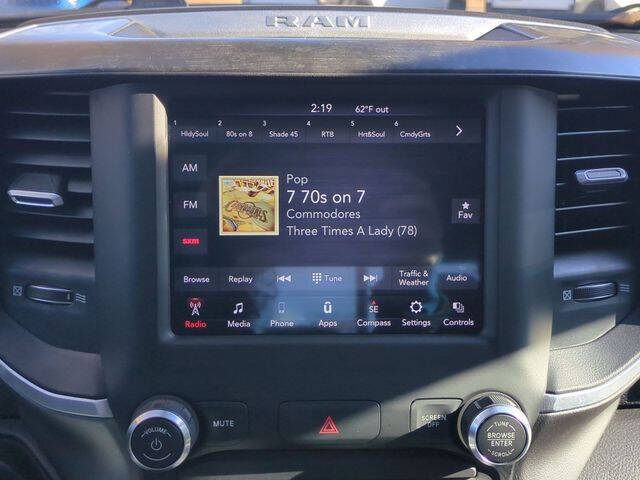 RAM
2:19 62°F out
1 2 3 4 5 6
HldySoul 80s on 8 Shade 45 RTB Hrt&Soul CmdyGrts
AM
FM
sxm
Pop
7 70s on 7
Commodores
Three Times A Lady (78)
Fav
Browse Replay Tune Traffic & Weather Audio
SE
Radio Media Phone Apps Compass Settings Controls
VOLUME
MUTE
SCREEN
OFF
TUNE
BROWSE
ENTER
SCROLL